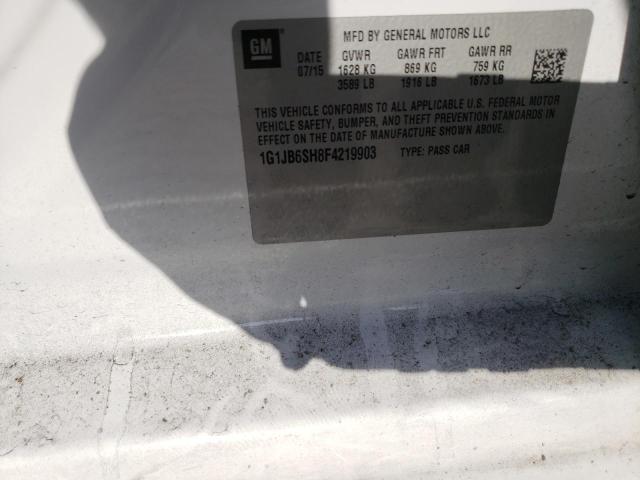 GM
MFD BY GENERAL MOTORS LLC
DATE GVWR GAWR FRT GAWR RR
07/15 1628 KG 869 KG 759 KG
3589 LB 1916 LB 1673 LB
THIS VEHICLE CONFORMS TO ALL APPLICABLE U.S. FEDERAL MOTOR
VEHICLE SAFETY, BUMPER, AND THEFT PREVENTION STANDARDS
IN EFFECT ON THE DATE OF MANUFACTURE SHOWN ABOVE.
1G1JB6SH8F4219903 TYPE: PASS CAR